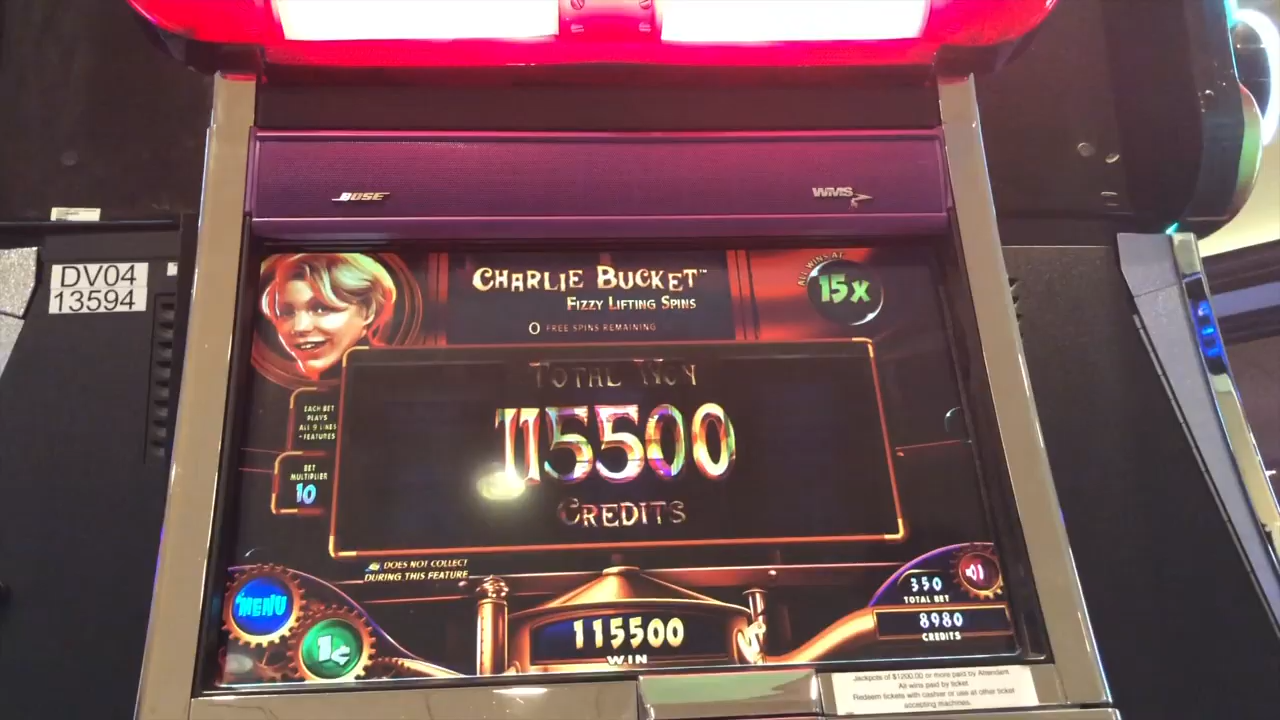 BOSE
WMS
DV04
13594
CHARLIE BUCKET™
FIZZY LIFTING SPINS
0 FREE SPINS REMAINING
ALL WINS AT
15X
TOTAL WON
115500
CREDITS
EACH BET
PLAYS
ALL 9 LINES
+FEATURES
BET
MULTIPLIER
10
DOES NOT COLLECT
DURING THIS FEATURE
MENU
1¢
115500
WIN
350
TOTAL BET
8980
CREDITS
Jackpots of $1200.00 or more paid by Attendant
All wins paid by ticket.
Redeem tickets with cashier or use at other ticket
accepting machines.